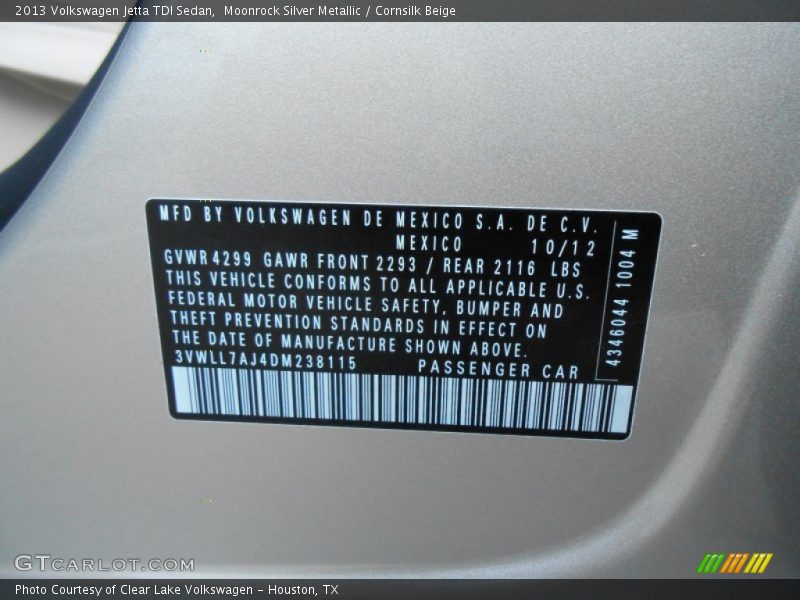 2013 Volkswagen Jetta TDI Sedan,  Moonrock Silver Metallic / Cornsilk Beige
MFD BY VOLKSWAGEN DE MEXICO S.A. DE C.V.
MEXICO 10/12
GVWR 4299 GAWR FRONT 2293 / REAR 2116 LBS
THIS VEHICLE CONFORMS TO ALL APPLICABLE U.S.
FEDERAL MOTOR VEHICLE SAFETY, BUMPER AND
THEFT PREVENTION STANDARDS IN EFFECT ON
THE DATE OF MANUFACTURE SHOWN ABOVE.
3VWLL7AJ4DM238115 PASSENGER CAR
4346044 1004 M
GTCARLOT.COM
Photo Courtesy of Clear Lake Volkswagen – Houston, TX